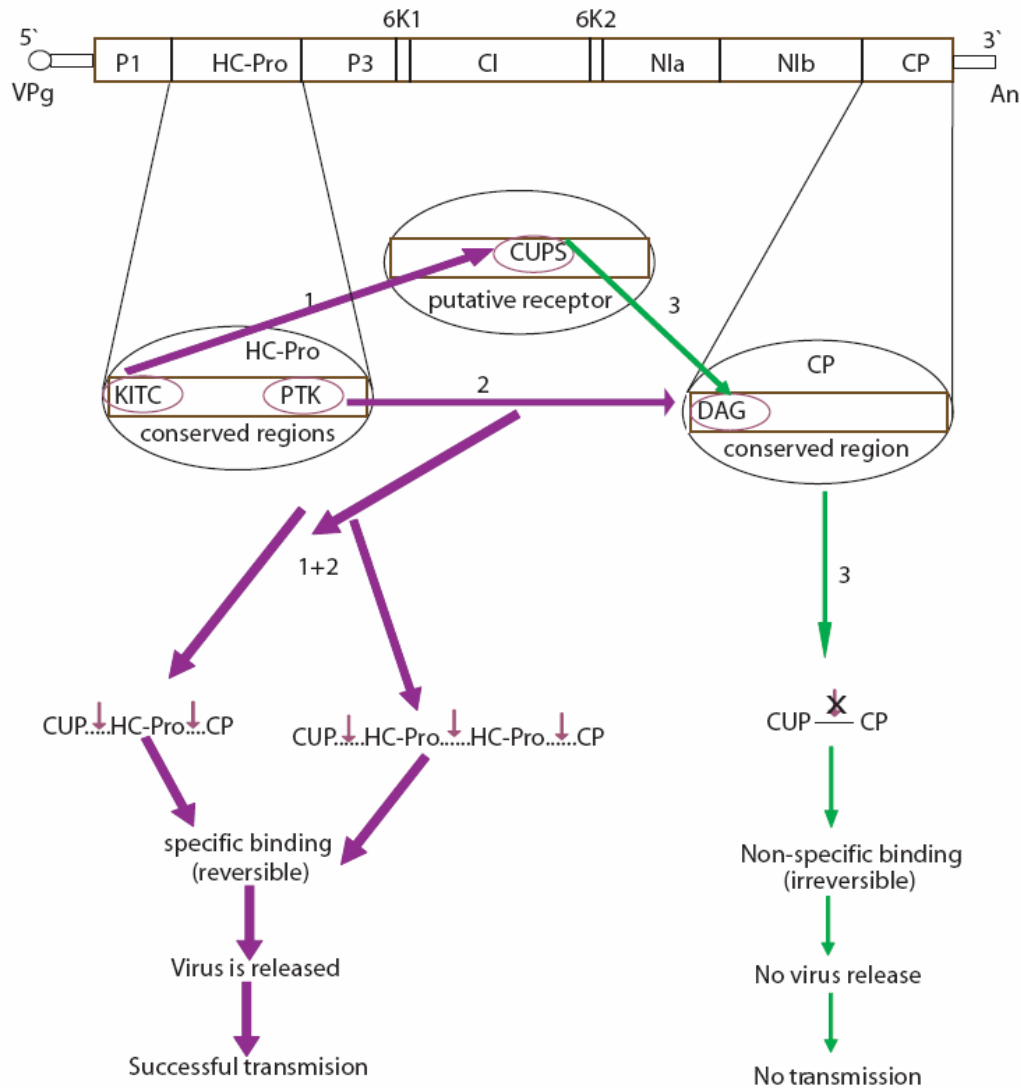 6K1 6K2
5` P1 HC-Pro P3 CI NIa NIb CP 3`
VPg An
CUPS
putative receptor
1 3
HC-Pro CP
KITC PTK 2 DAG
conserved regions conserved region
1+2 3
X
CUP.....HC-Pro.....CP CUP......HC-Pro......HC-Pro......CP CUP CP
specific binding
(reversible)
Non-specific binding
(irreversible)
Virus is released No virus release
Successful transmision No transmission